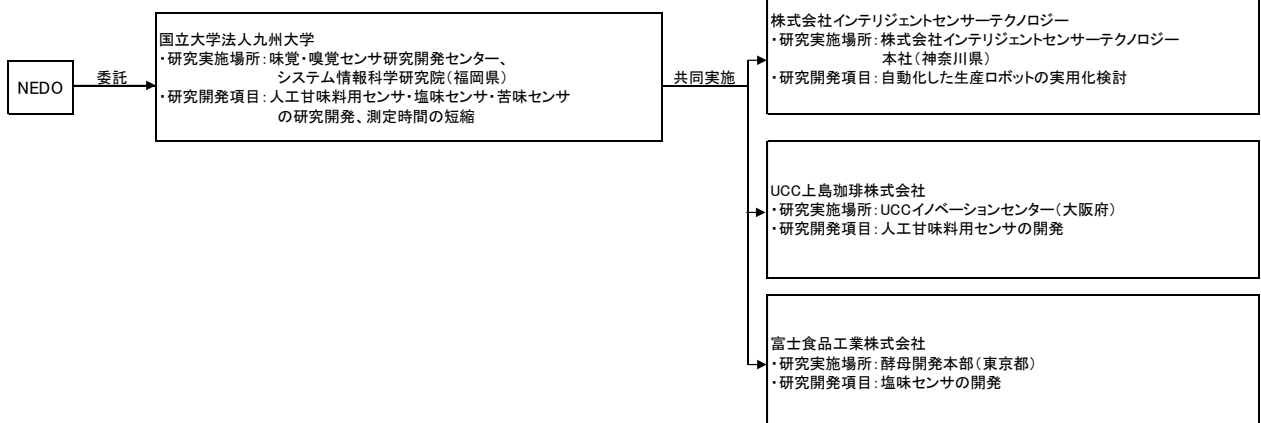 NEDO
委託
国立大学法人九州大学
・研究実施場所：味覚・嗅覚センサ研究開発センター、
システム情報科学研究院（福岡県）
・研究開発項目：人工甘味料用センサ・塩味センサ・苦味センサ
の研究開発、測定時間の短縮
共同実施
株式会社インテリジェントセンサーテクノロジー
・研究実施場所：株式会社インテリジェントセンサーテクノロジー
本社（神奈川県）
・研究開発項目：自動化した生産ロボットの実用化検討
UCC上島珈琲株式会社
・研究実施場所：UCCイノベーションセンター（大阪府）
・研究開発項目：人工甘味料用センサの開発
富士食品工業株式会社
・研究実施場所：酵母開発本部（東京都）
・研究開発項目：塩味センサの開発